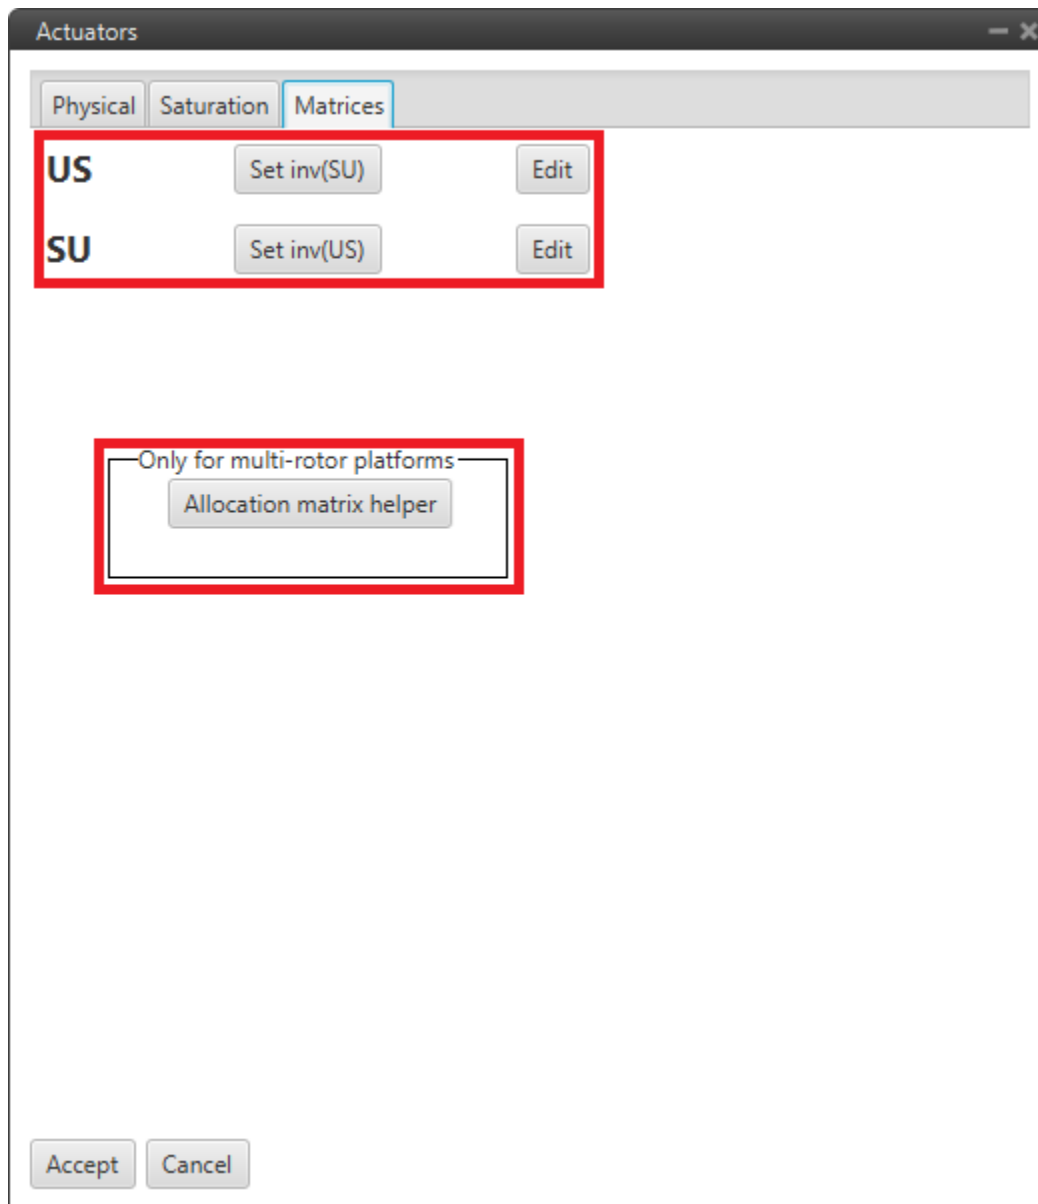 Actuators
Physical Saturation Matrices
US Set inv(SU) Edit
SU Set inv(US) Edit
Only for multi-rotor platforms
Allocation matrix helper
Accept Cancel